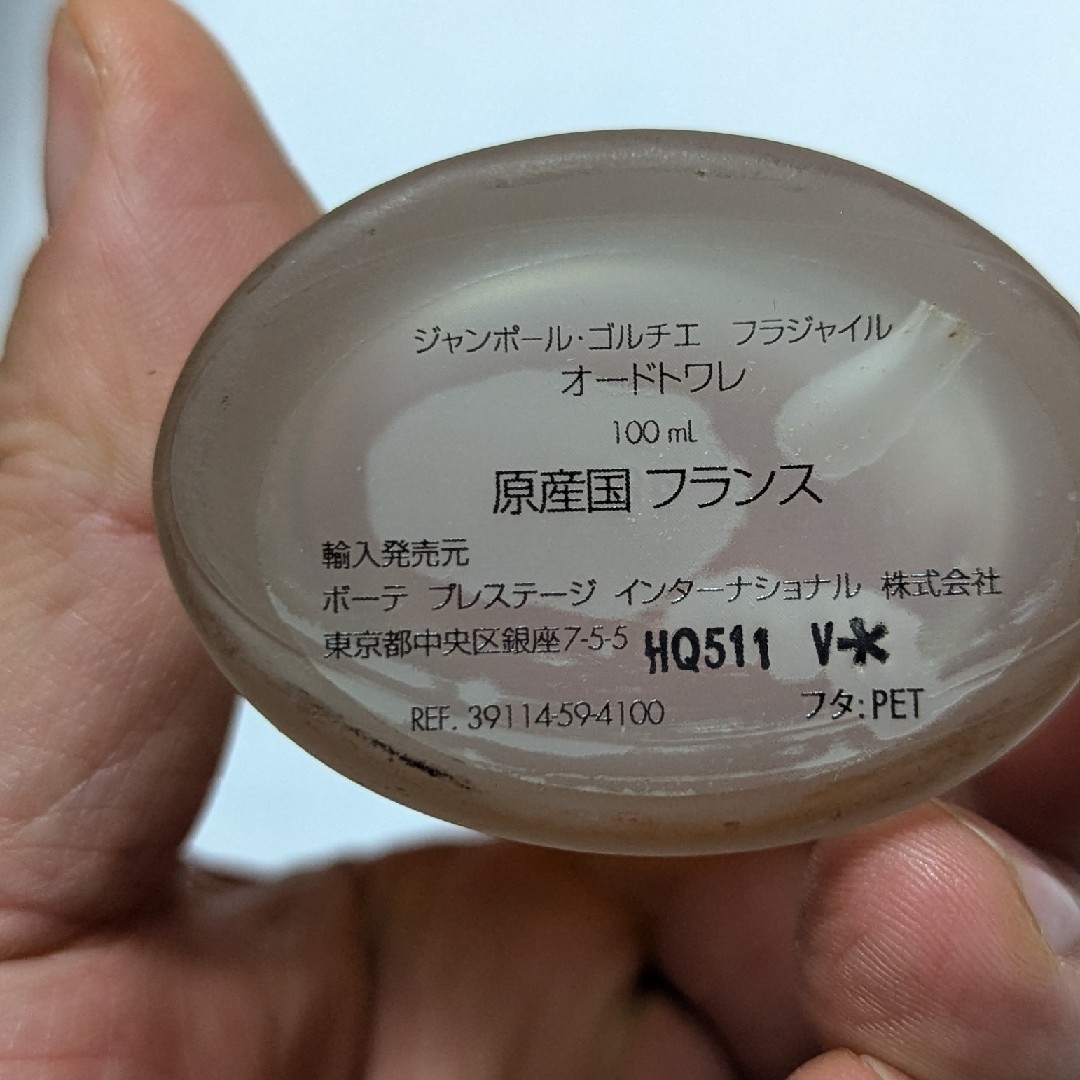 ジャンポール・ゴルチエ フラジャイル
オードトワレ
100 ml
原産国 フランス
輸入発売元
ボーテ プレステージ インターナショナル 株式会社
東京都中央区銀座7-5-5 HQ511 V-*
REF. 39114-59-4100 フタ:PET